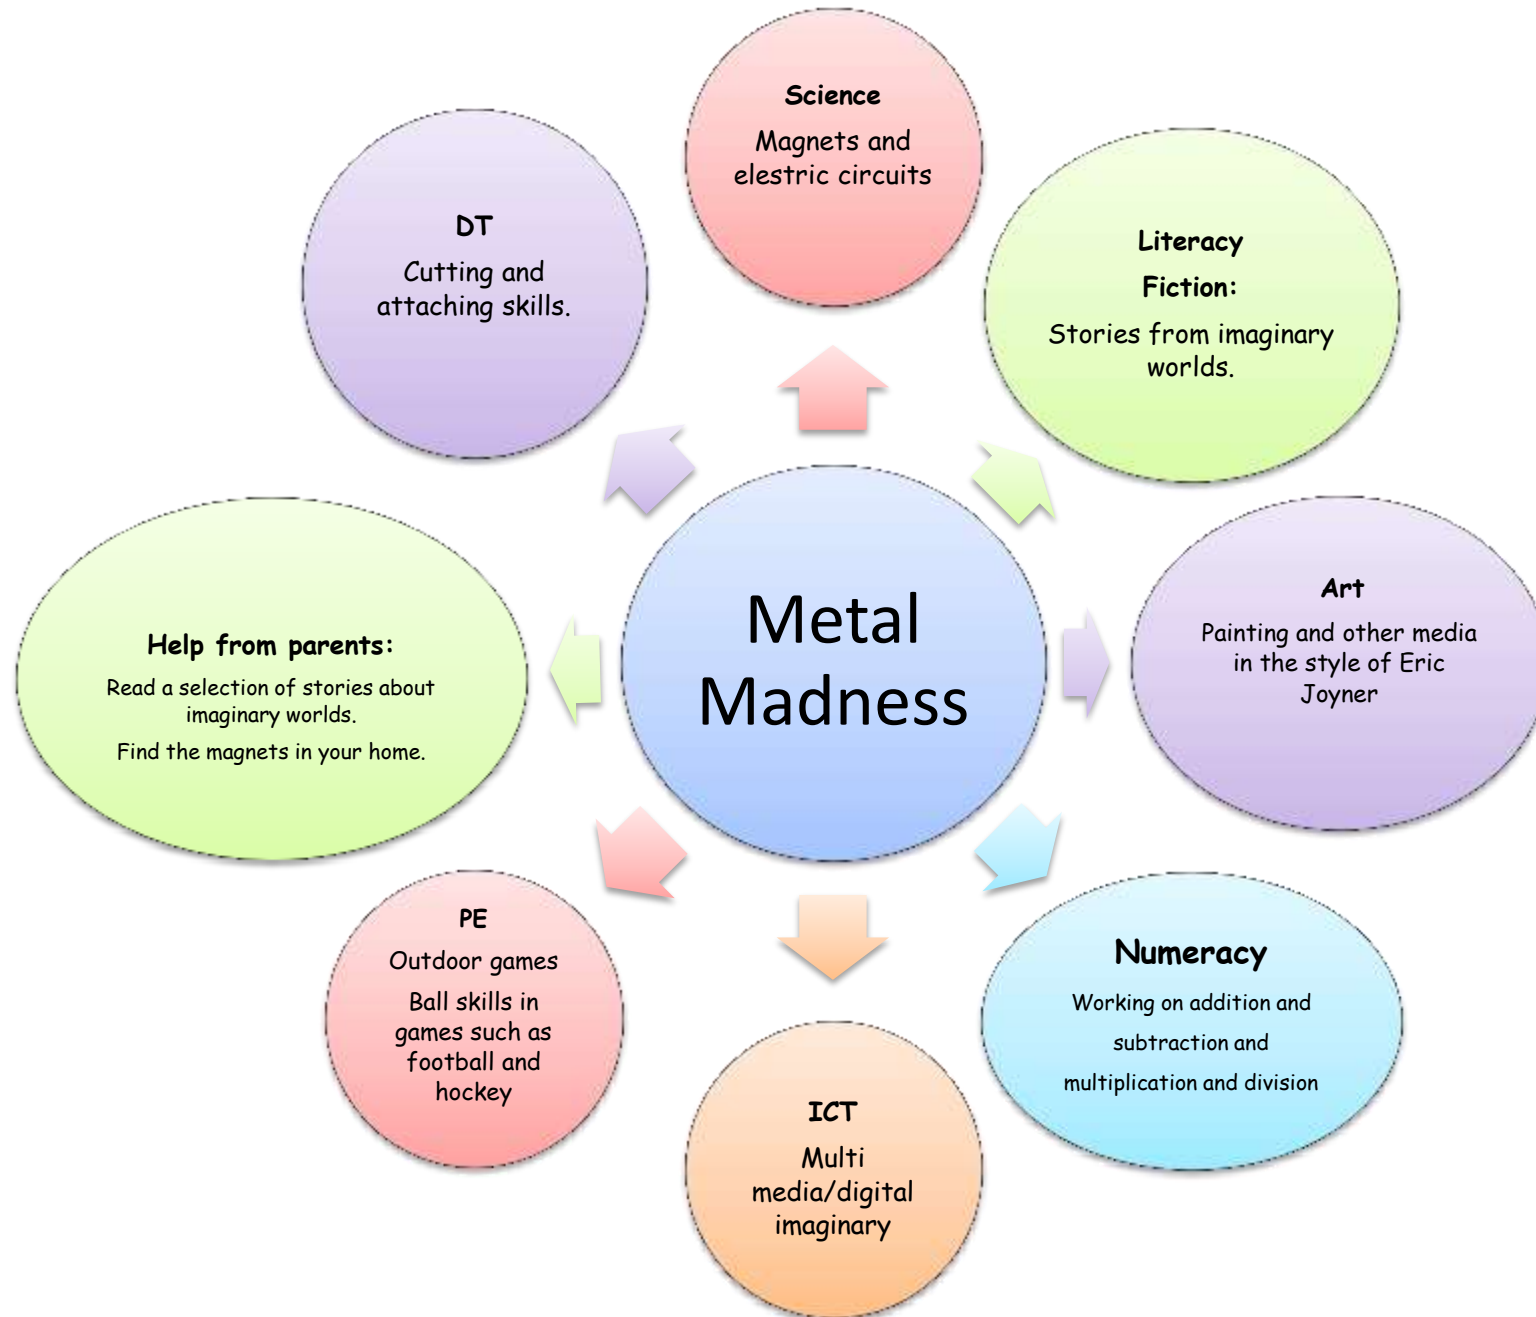 Science
Magnets and
elestric circuits
Literacy
Fiction:
Stories from imaginary
worlds.
Art
Painting and other media
in the style of Eric
Joyner
Numeracy
Working on addition and
subtraction and
multiplication and division
ICT
Multi
media/digital
imaginary
PE
Outdoor games
Ball skills in
games such as
football and
hockey
Help from parents:
Read a selection of stories about
imaginary worlds.
Find the magnets in your home.
DT
Cutting and
attaching skills.
Metal
Madness